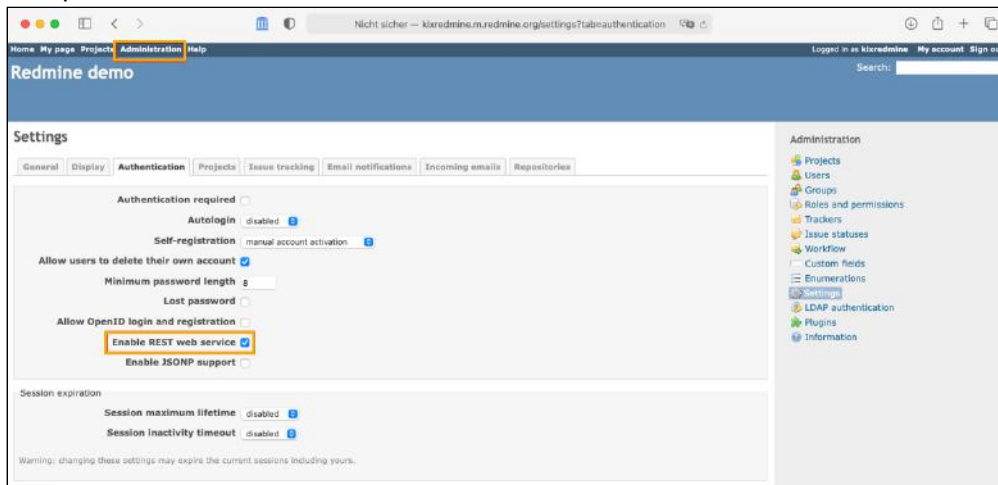 Nicht sicher — kixredmine.m.redmine.org/settings?tab=authentication
Home My page Projects Administration Help
Logged in as kixredmine My account Sign ou
Redmine demo
Search:
Settings
General Display Authentication Projects Issue tracking Email notifications Incoming emails Repositories
Authentication required
Autologin disabled
Self-registration manual account activation
Allow users to delete their own account
Minimum password length 8
Lost password
Allow OpenID login and registration
Enable REST web service
Enable JSONP support
Session expiration
Session maximum lifetime disabled
Session inactivity timeout disabled
Warning: changing these settings may expire the current sessions including yours.
Administration
Projects
Users
Groups
Roles and permissions
Trackers
Issue statuses
Workflow
Custom fields
Enumerations
Settings
LDAP authentication
Plugins
Information